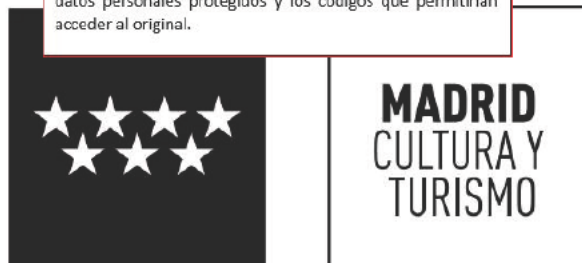 datos personales protegidos y los códigos que permitirían
acceder al original.
MADRID
CULTURA Y
TURISMO